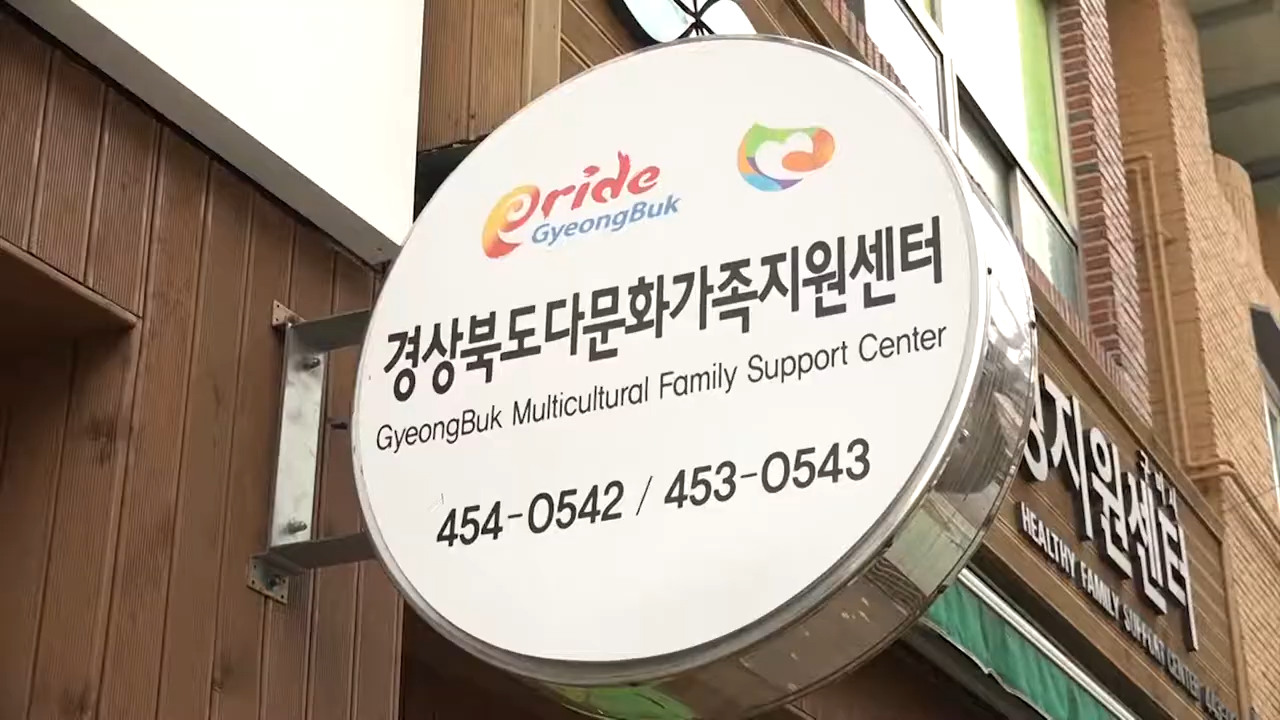 Pride
GyeongBuk
경상북도다문화가족지원센터
GyeongBuk Multicultural Family Support Center
454-0542 / 453-0543
지원센터
HEALTHY FAMILY SUPPORT CENTER